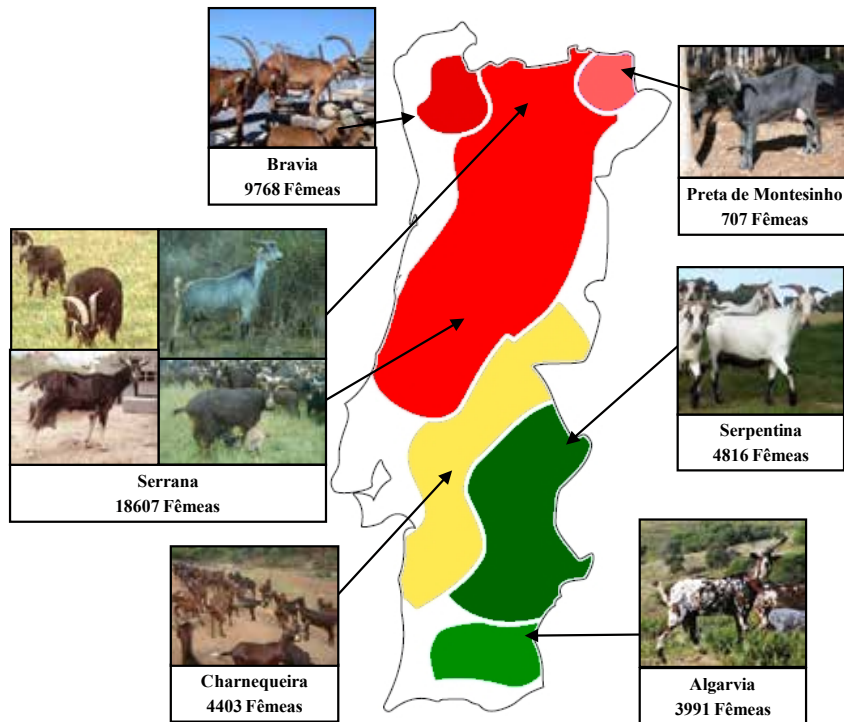 Bravia
9768 Fêmeas
Preta de Montesinho
707 Fêmeas
Serrana
18607 Fêmeas
Serpentina
4816 Fêmeas
Charnequeira
4403 Fêmeas
Algarvia
3991 Fêmeas